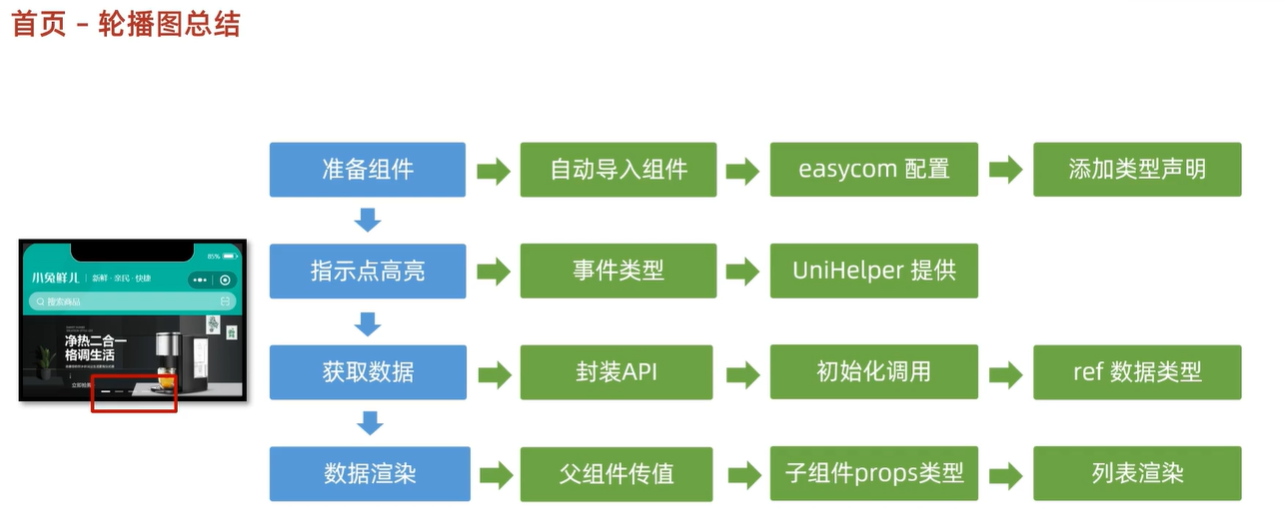 首页 - 轮播图总结
准备组件
自动导入组件
easycom 配置
添加类型声明
指示点高亮
事件类型
UniHelper 提供
获取数据
封装API
初始化调用
ref 数据类型
数据渲染
父组件传值
子组件props类型
列表渲染
85%
小兔鲜儿
新鲜·亲民·快捷
搜索商品
净热二合一
格调生活